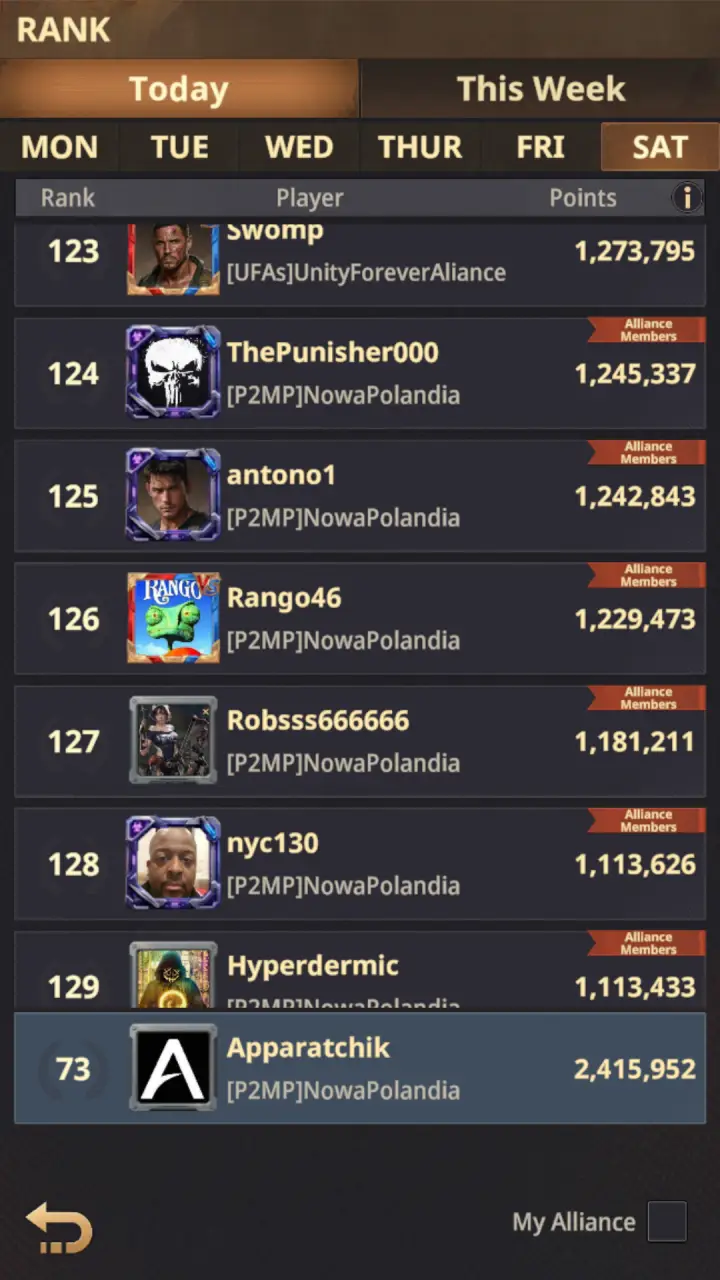 RANK
Today
This Week
MON TUE WED THUR FRI SAT
Rank Player Points i
123 Swomp 1,273,795
[UFAs]UnityForeverAlliance
Alliance Members
124 ThePunisher000 1,245,337
[P2MP]NowaPolandia
Alliance Members
125 antono1 1,242,843
[P2MP]NowaPolandia
Alliance Members
126 RANGO Rango46 1,229,473
[P2MP]NowaPolandia
Alliance Members
127 Robsss666666 1,181,211
[P2MP]NowaPolandia
Alliance Members
128 nyc130 1,113,626
[P2MP]NowaPolandia
Alliance Members
129 Hyperdermic 1,113,433
[P2MP]NowaPolandia
73 A Apparatchik 2,415,952
[P2MP]NowaPolandia
My Alliance